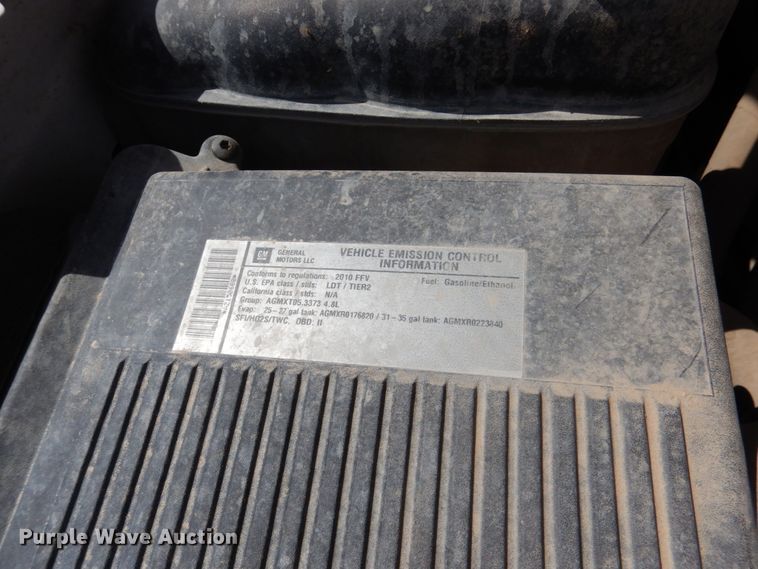 GM
GENERAL
MOTORS LLC
VEHICLE EMISSION CONTROL
INFORMATION
Conforms to regulations: 2010 FFV
Fuel: Gasoline/Ethanol
U.S. EPA class / stds: LDT / TIER2
California class / stds: N/A
Group: AGMXT05.3373 4.8L
Evap: 25-27 gal tank: AGMXR0176820 / 31-35 gal tank: AGMXR0223840
SFI/HO2S/TWC, OBD: II
Purple Wave Auction